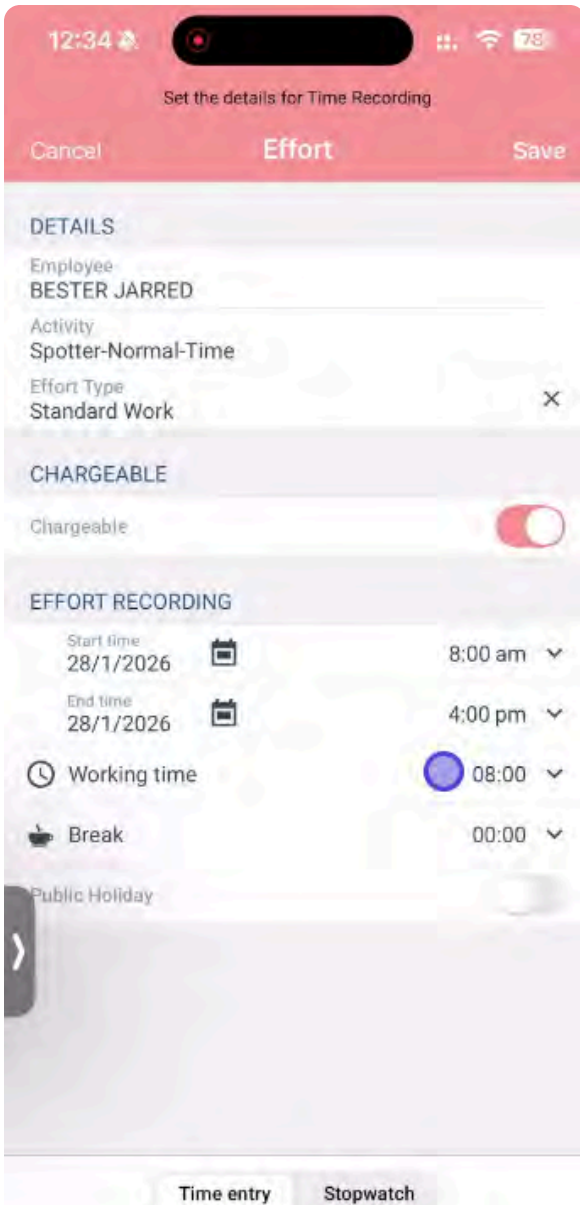 12:34
78
Set the details for Time Recording
Cancel Effort Save
DETAILS
Employee
BESTER JARRED
Activity
Spotter-Normal-Time
Effort Type
Standard Work
CHARGEABLE
Chargeable
EFFORT RECORDING
Start time
28/1/2026 8:00 am
End time
28/1/2026 4:00 pm
Working time 08:00
Break 00:00
Public Holiday
Time entry Stopwatch